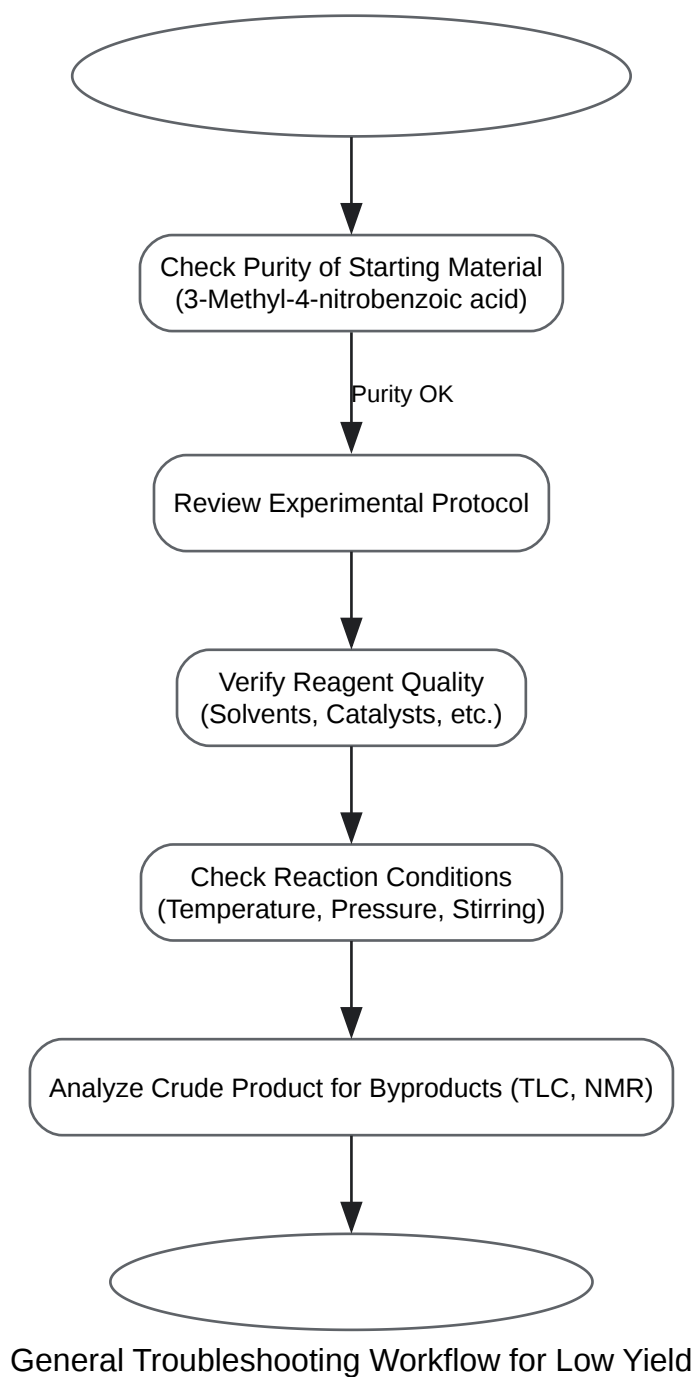 Check Purity of Starting Material
(3-Methyl-4-nitrobenzoic acid)
Purity OK
Review Experimental Protocol
Verify Reagent Quality
(Solvents, Catalysts, etc.)
Check Reaction Conditions
(Temperature, Pressure, Stirring)
Analyze Crude Product for Byproducts (TLC, NMR)
General Troubleshooting Workflow for Low Yield